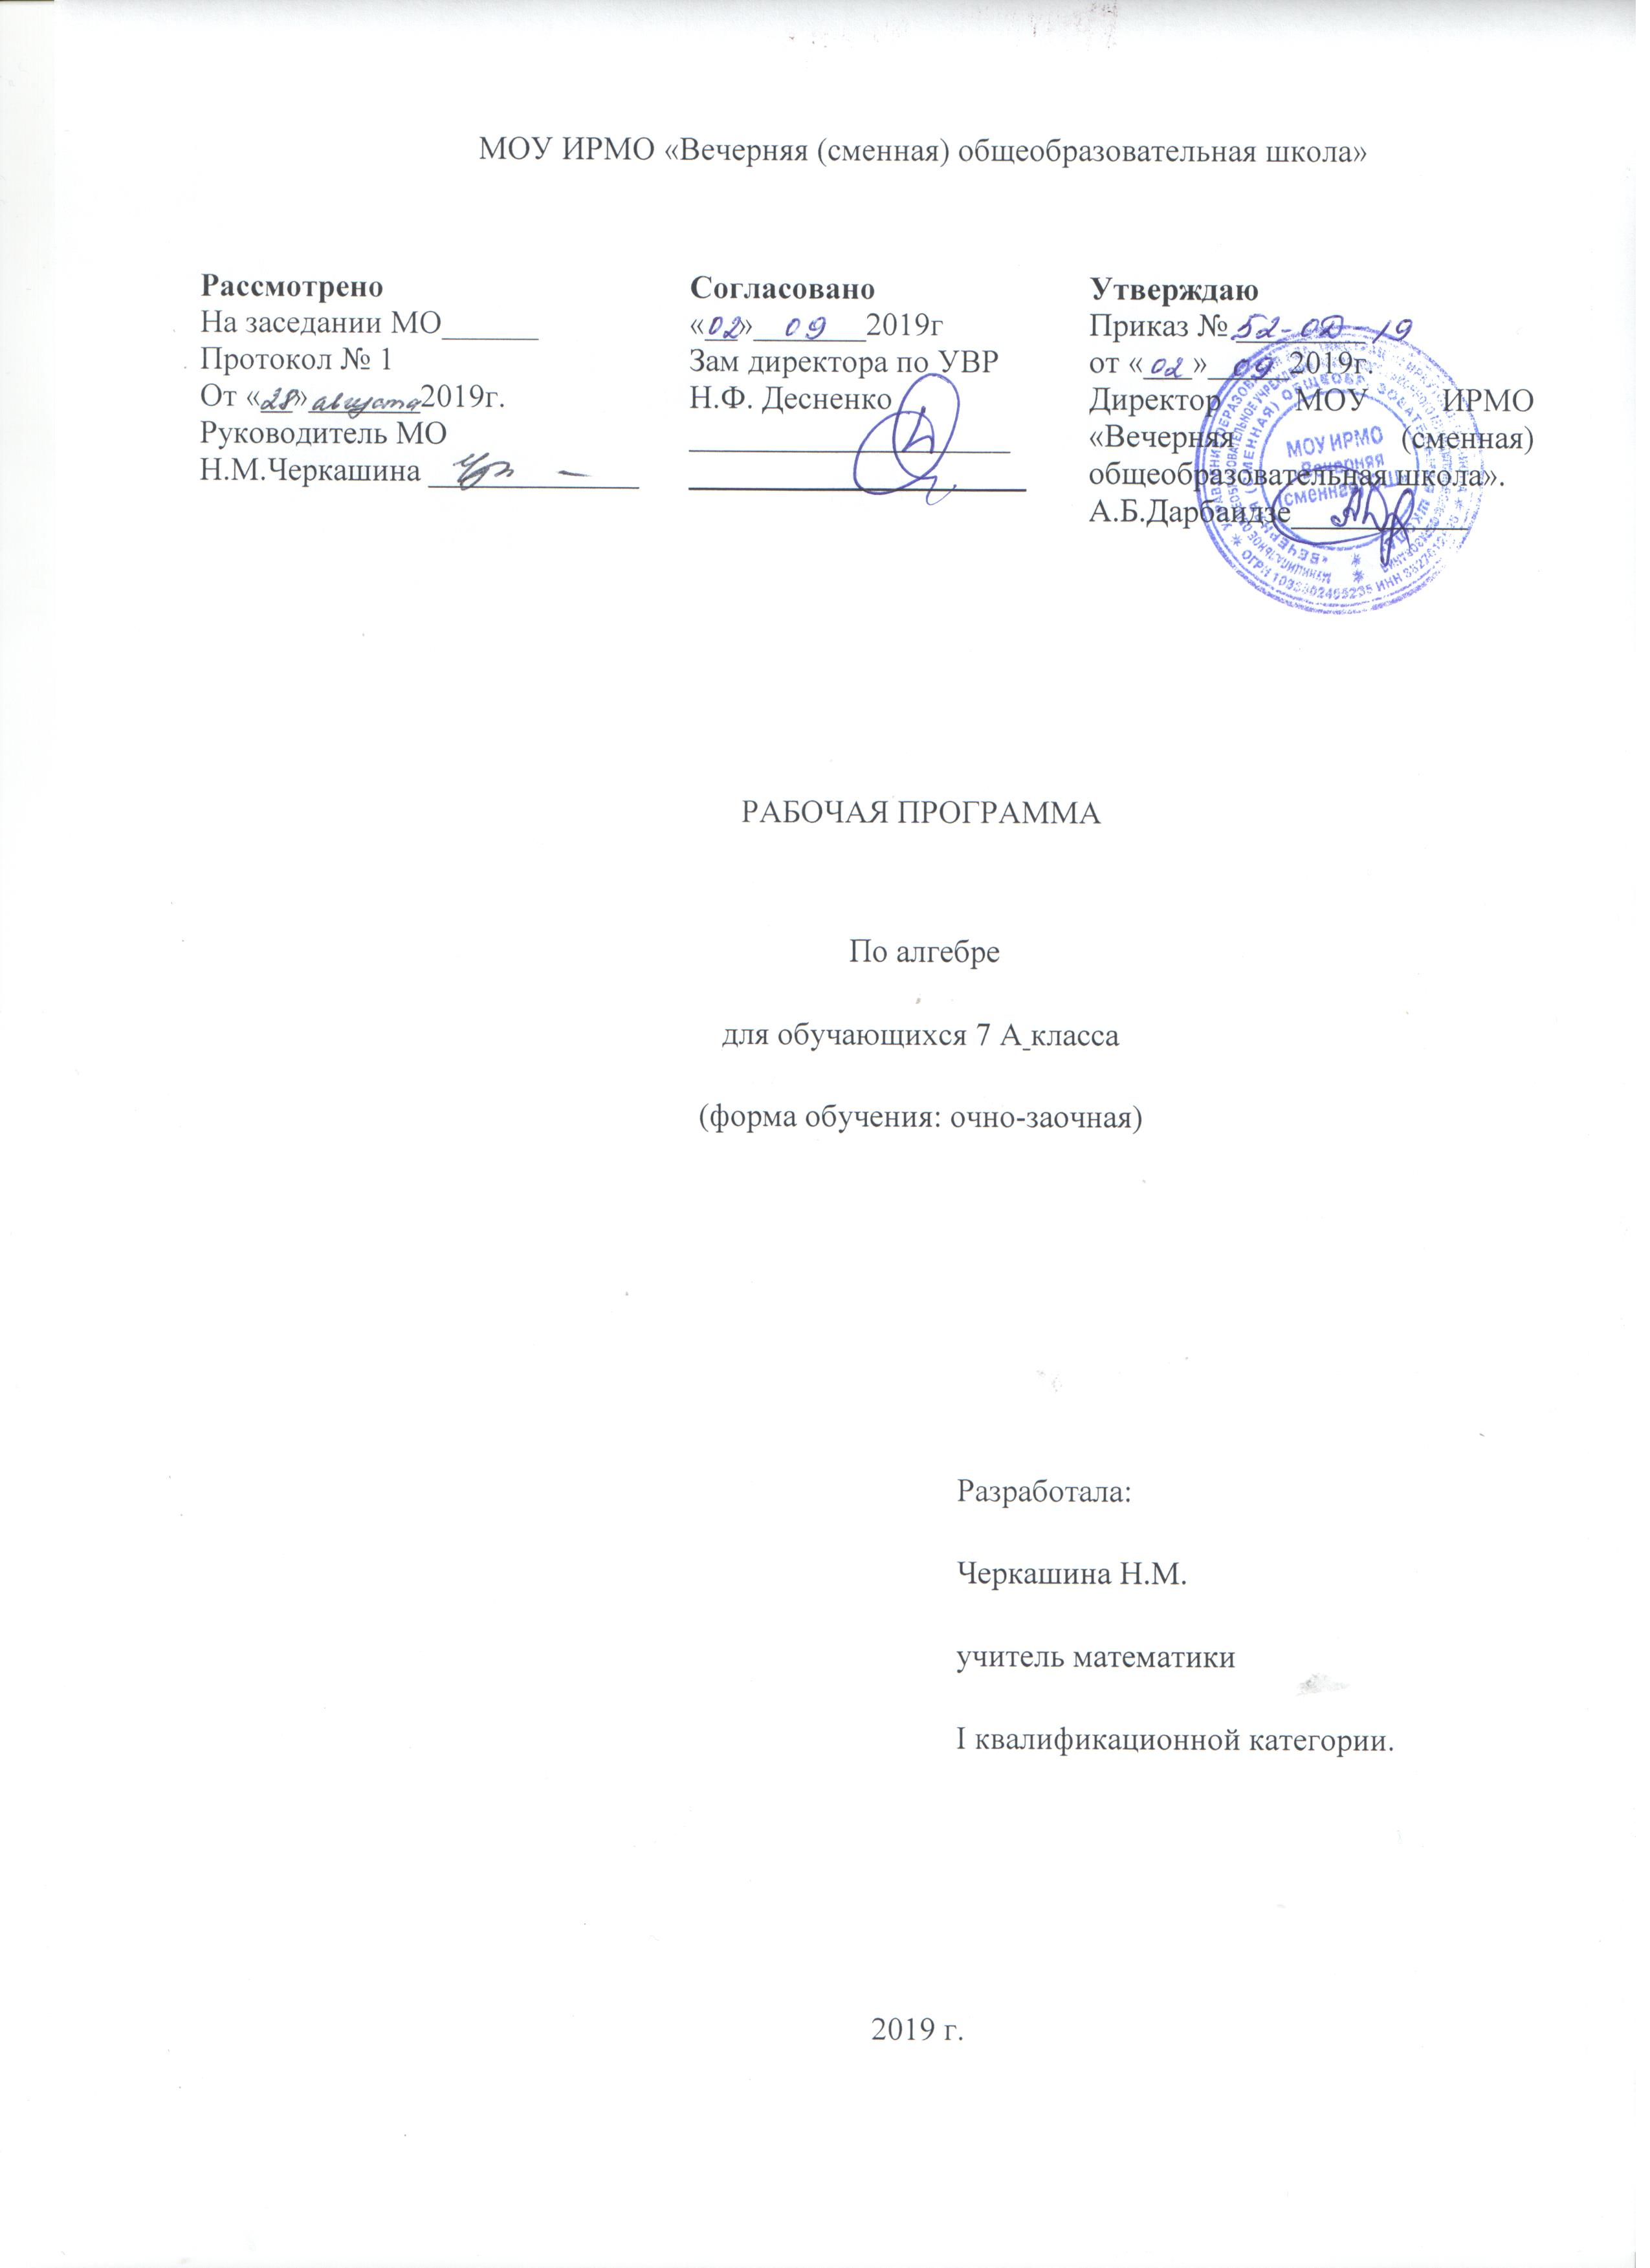 МОУ ИРМО «Вечерняя (сменная) общеобразовательная школа»
Рассмотрено
На заседании МО______
Протокол № 1
От «28» августа 2019г.
Руководитель МО
Н.М.Черкашина
Согласовано
«02» 09 2019г
Зам директора по УВР
Н.Ф. Десненко
Утверждаю
Приказ № 52-ОД 19
от «02» 09 2019г.
Директор МОУ ИРМО
«Вечерняя (сменная)
общеобразовательная школа».
А.Б.Дарбаидзе
МОУ ИРМО
Вечерняя
(сменная)
РАБОЧАЯ ПРОГРАММА
По алгебре
для обучающихся 7 А класса
(форма обучения: очно-заочная)
Разработала:
Черкашина Н.М.
учитель математики
I квалификационной категории.
2019 г.